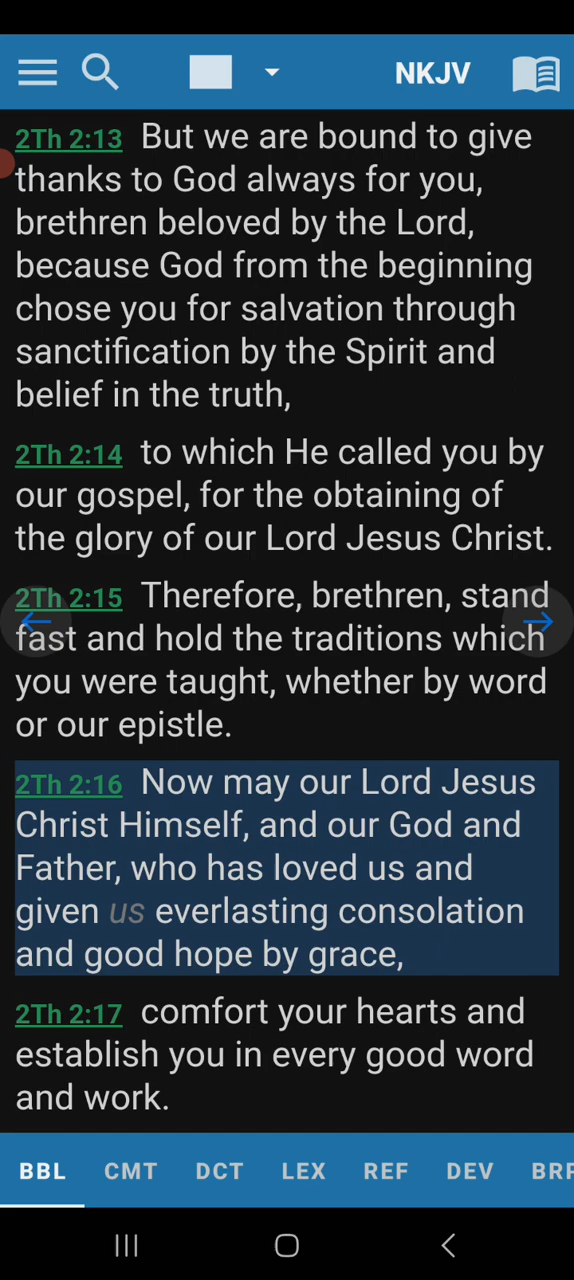 NKJV
2Th 2:13 But we are bound to give
thanks to God always for you,
brethren beloved by the Lord,
because God from the beginning
chose you for salvation through
sanctification by the Spirit and
belief in the truth,
2Th 2:14 to which He called you by
our gospel, for the obtaining of
the glory of our Lord Jesus Christ.
2Th 2:15 Therefore, brethren, stand
fast and hold the traditions which
you were taught, whether by word
or our epistle.
2Th 2:16 Now may our Lord Jesus
Christ Himself, and our God and
Father, who has loved us and
given us everlasting consolation
and good hope by grace,
2Th 2:17 comfort your hearts and
establish you in every good word
and work.
BBL CMT DCT LEX REF DEV